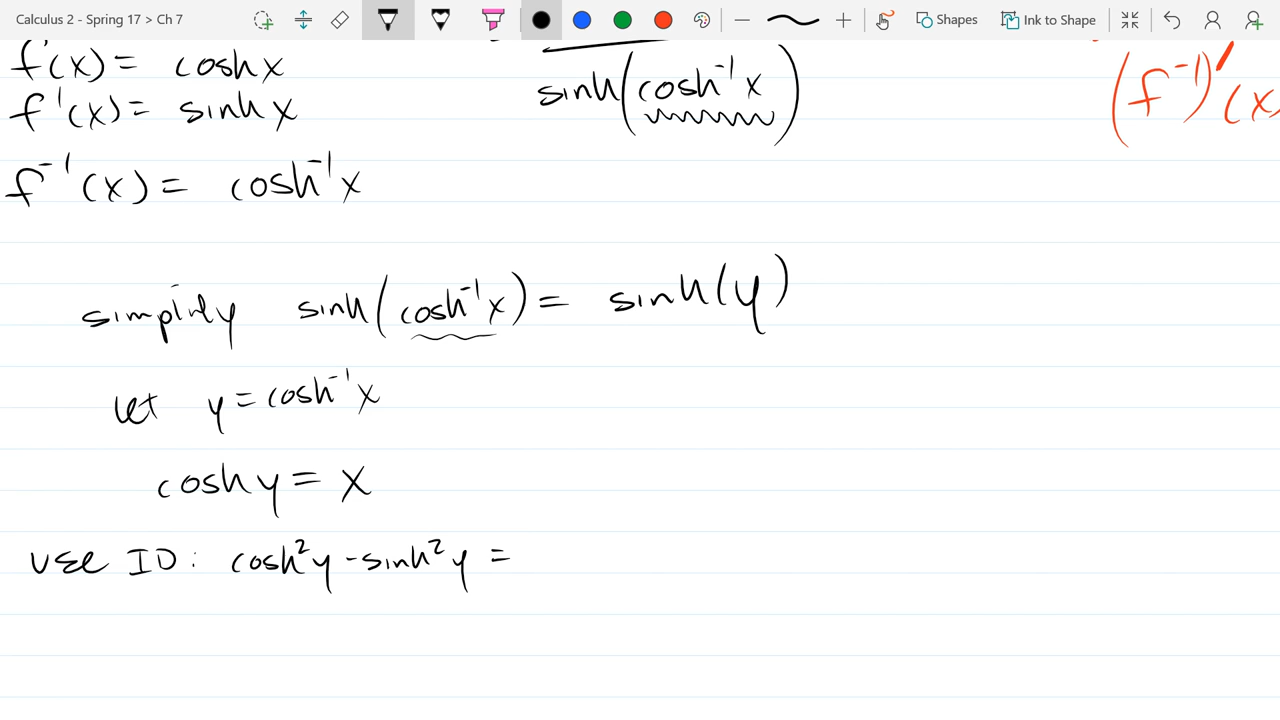 Calculus 2 - Spring 17 > Ch 7
Shapes
Ink to Shape
f(x) = cosh x
f'(x) = sinh x
f⁻¹(x) = cosh⁻¹x
sinh(cosh⁻¹x)
(f⁻¹)'(x)
simplify sinh(cosh⁻¹x) = sinh(y)
let y = cosh⁻¹x
cosh y = x
USE ID: cosh²y - sinh²y =